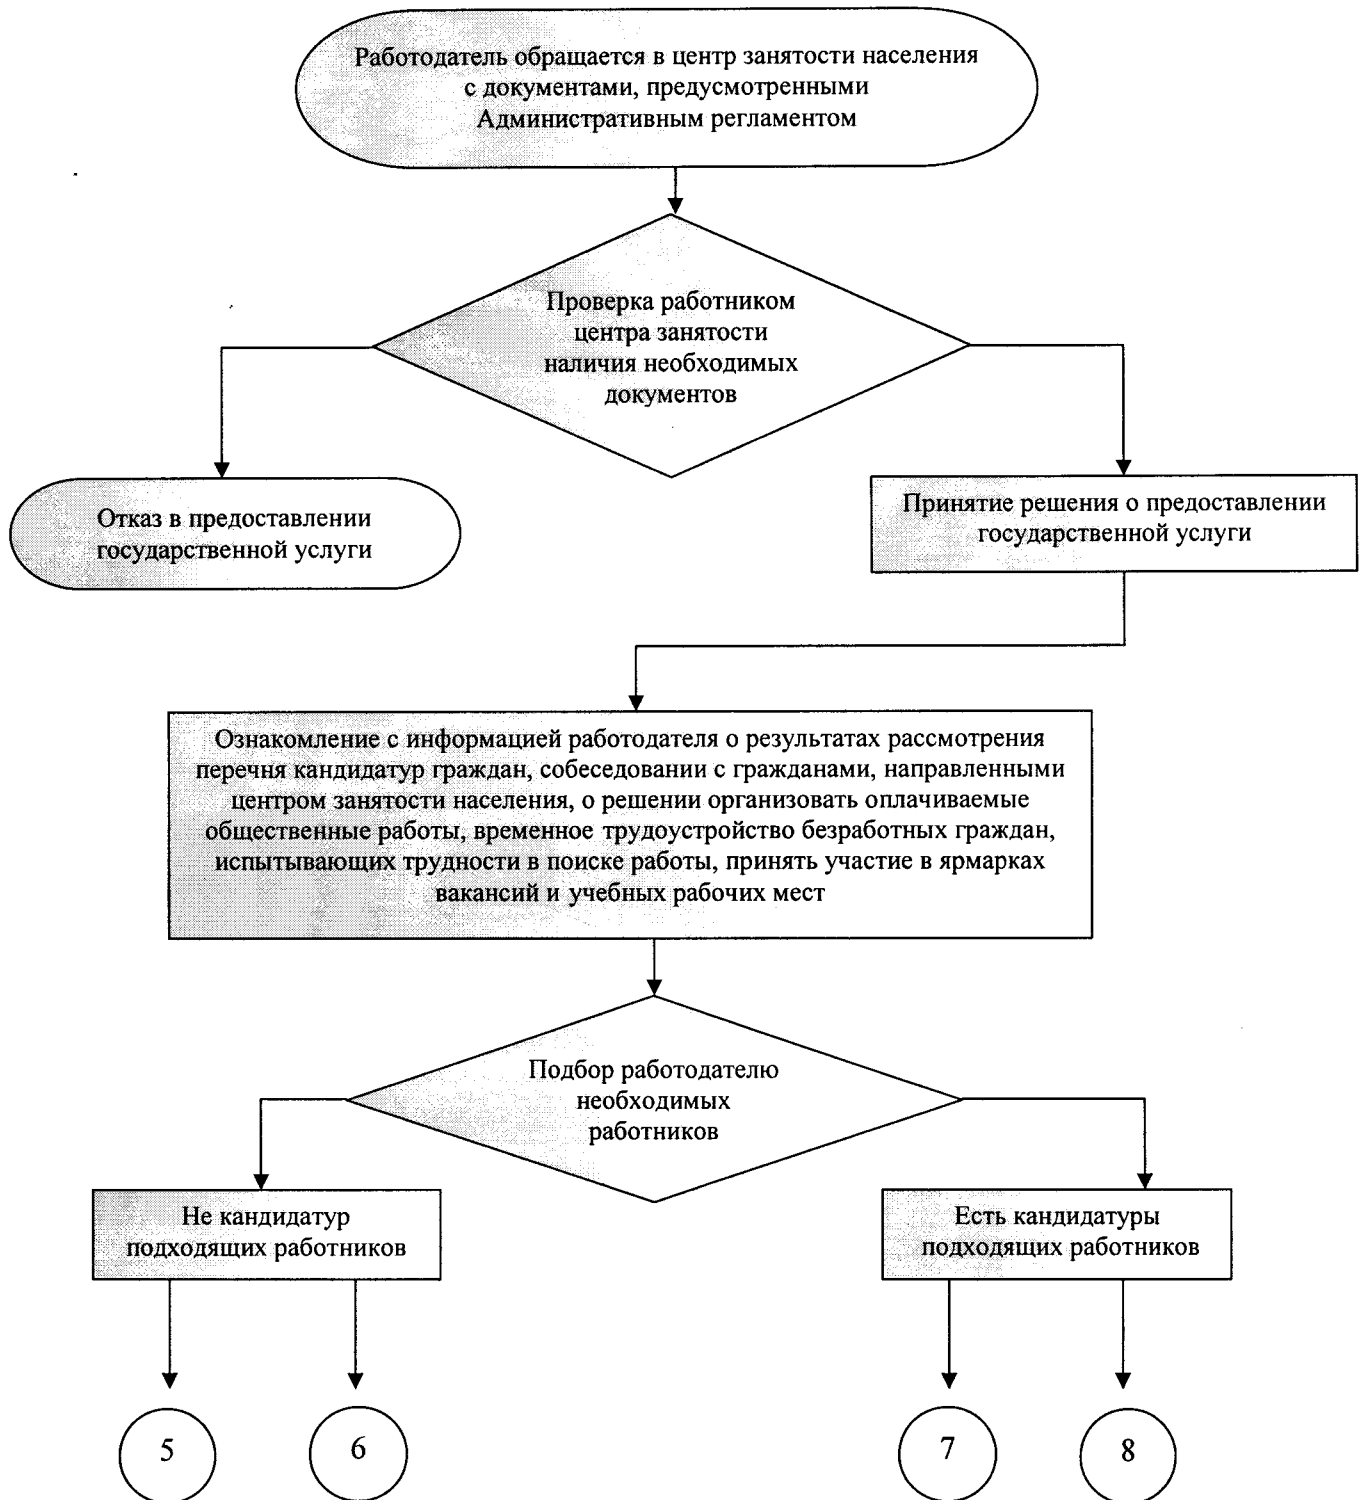 Работодатель обращается в центр занятости населения
с документами, предусмотренными
Административным регламентом
Проверка работником
центра занятости
наличия необходимых
документов
Отказ в предоставлении
государственной услуги
Принятие решения о предоставлении
государственной услуги
Ознакомление с информацией работодателя о результатах рассмотрения
перечня кандидатур граждан, собеседовании с гражданами, направленными
центром занятости населения, о решении организовать оплачиваемые
общественные работы, временное трудоустройство безработных граждан,
испытывающих трудности в поиске работы, принять участие в ярмарках
вакансий и учебных рабочих мест
Подбор работодателю
необходимых
работников
Не кандидатур
подходящих работников
Есть кандидатуры
подходящих работников
5
6
7
8